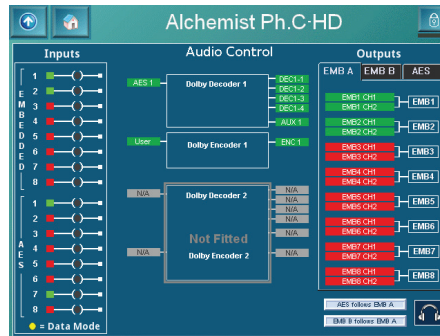 Alchemist Ph.C-HD
Inputs
Audio Control
Outputs
EMB A
EMB B
AES
EMBEDDED
1
2
3
4
5
6
7
8
AES
1
2
3
4
5
6
7
8
= Data Mode
AES 1
Dolby Decoder 1
DEC1-1
DEC1-2
DEC1-3
DEC1-4
AUX 1
User
Dolby Encoder 1
ENC 1
N/A
Dolby Decoder 2
N/A
N/A
N/A
N/A
N/A
Not Fitted
N/A
Dolby Encoder 2
N/A
EMB1 CH1
EMB1 CH2
EMB1
EMB2 CH1
EMB2 CH2
EMB2
EMB3 CH1
EMB3 CH2
EMB3
EMB4 CH1
EMB4 CH2
EMB4
EMB5 CH1
EMB5 CH2
EMB5
EMB6 CH1
EMB6 CH2
EMB6
EMB7 CH1
EMB7 CH2
EMB7
EMB8 CH1
EMB8 CH2
EMB8
AES follows EMB A
EMB B follows EMB A